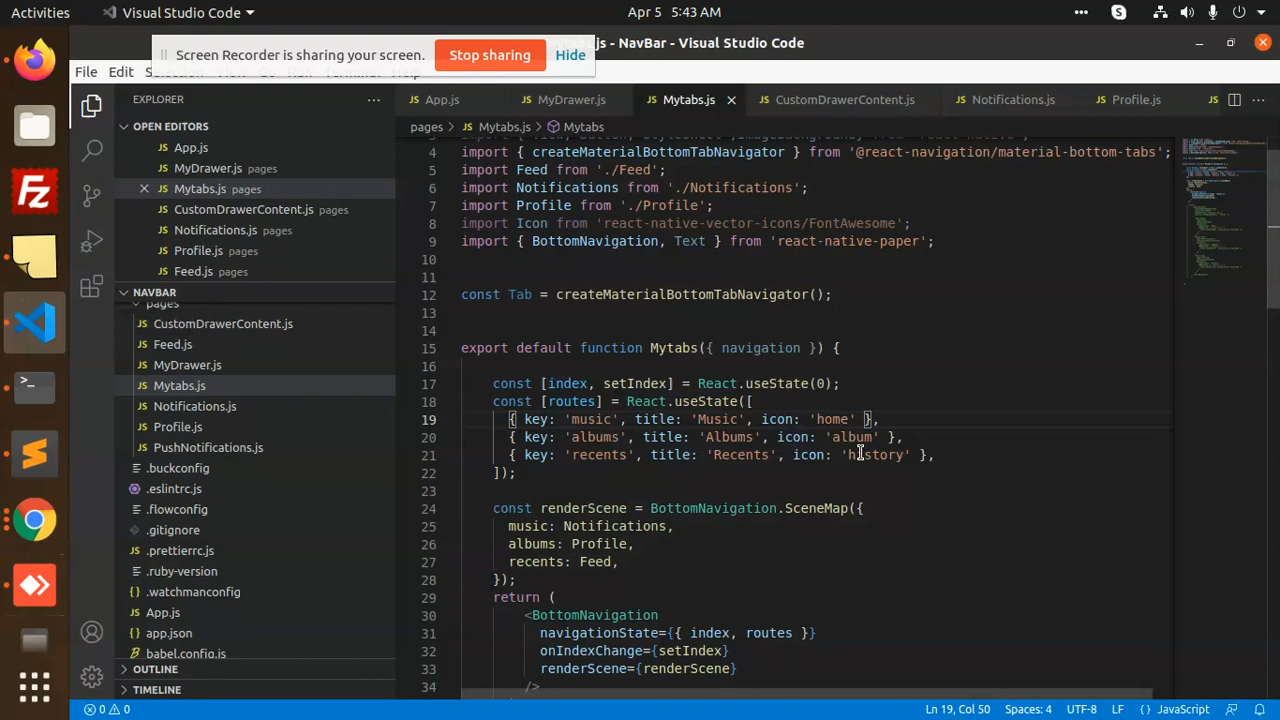 Activities
Visual Studio Code
Apr 5 5:43 AM
Screen Recorder is sharing your screen.
Stop sharing
Hide
.js - NavBar - Visual Studio Code
File Edit
EXPLORER
OPEN EDITORS
App.js
MyDrawer.js pages
Mytabs.js pages
CustomDrawerContent.js pages
Notifications.js pages
Profile.js pages
Feed.js pages
NAVBAR
pages
CustomDrawerContent.js
Feed.js
MyDrawer.js
Mytabs.js
Notifications.js
Profile.js
PushNotifications.js
.buckconfig
.eslintrc.js
.flowconfig
.gitignore
.prettierrc.js
.ruby-version
.watchmanconfig
App.js
app.json
babel.config.js
OUTLINE
TIMELINE
App.js
MyDrawer.js
Mytabs.js
CustomDrawerContent.js
Notifications.js
Profile.js
pages > Mytabs.js > Mytabs
4 import { createMaterialBottomTabNavigator } from '@react-navigation/material-bottom-tabs';
5 import Feed from './Feed';
6 import Notifications from './Notifications';
7 import Profile from './Profile';
8 import Icon from 'react-native-vector-icons/FontAwesome';
9 import { BottomNavigation, Text } from 'react-native-paper';
10
11
12 const Tab = createMaterialBottomTabNavigator();
13
14
15 export default function Mytabs({ navigation }) {
16
17 const [index, setIndex] = React.useState(0);
18 const [routes] = React.useState([
19 { key: 'music', title: 'Music', icon: 'home' },
20 { key: 'albums', title: 'Albums', icon: 'album' },
21 { key: 'recents', title: 'Recents', icon: 'history' },
22 ]);
23
24 const renderScene = BottomNavigation.SceneMap({
25 music: Notifications,
26 albums: Profile,
27 recents: Feed,
28 });
29 return (
30 <BottomNavigation
31 navigationState={{ index, routes }}
32 onIndexChange={setIndex}
33 renderScene={renderScene}
34 />
0 0
Ln 19, Col 50
Spaces: 4
UTF-8
LF
{} JavaScript